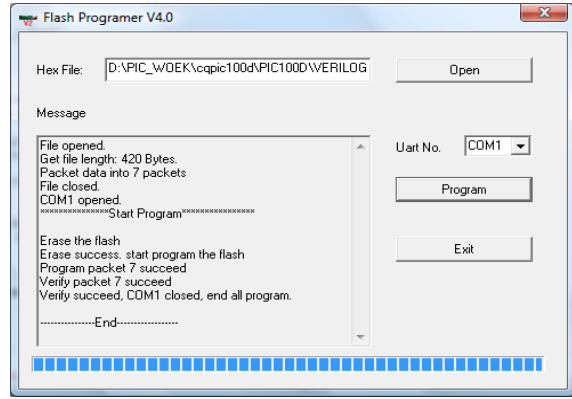 Flash Programer V4.0
Hex File: D:\PIC_WOEK\cqpic100d\PIC100D\VERILOG Open
Message
File opened.
Get file length: 420 Bytes.
Packet data into 7 packets
File closed.
COM1 opened.
***************Start Program****************
Erase the flash
Erase success. start program the flash
Program packet 7 succeed
Verify packet 7 succeed
Verify succeed, COM1 closed, end all program.
---------------End-----------------
Uart No. COM1
Program
Exit